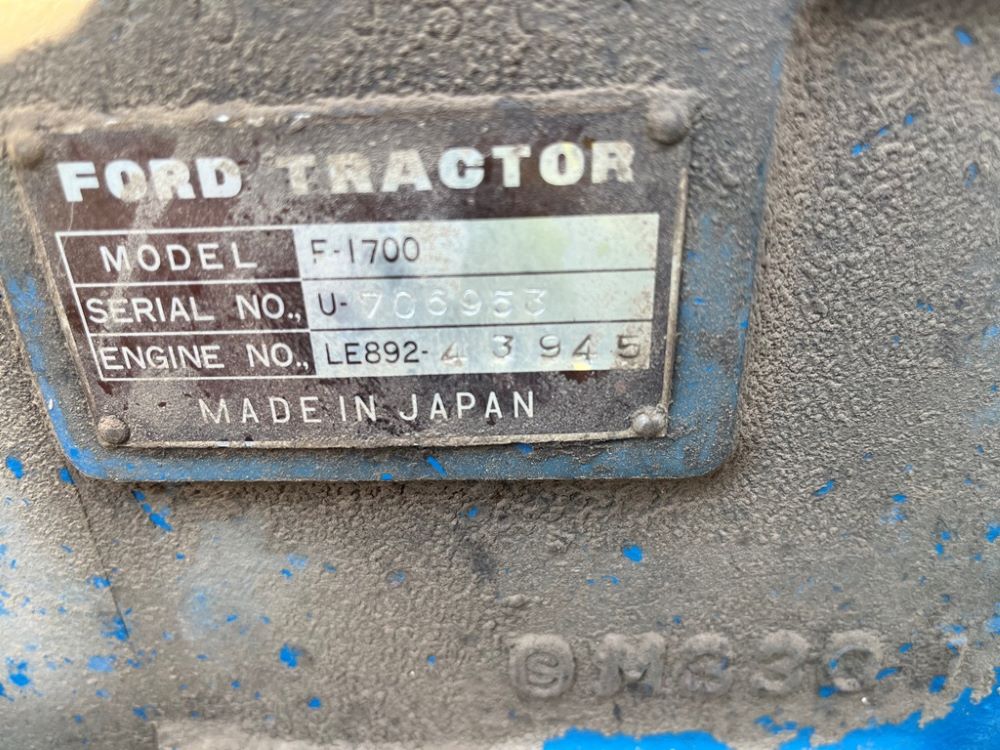 FORD TRACTOR
MODEL F-1700
SERIAL NO., U-706953
ENGINE NO., LE892-43945
MADE IN JAPAN